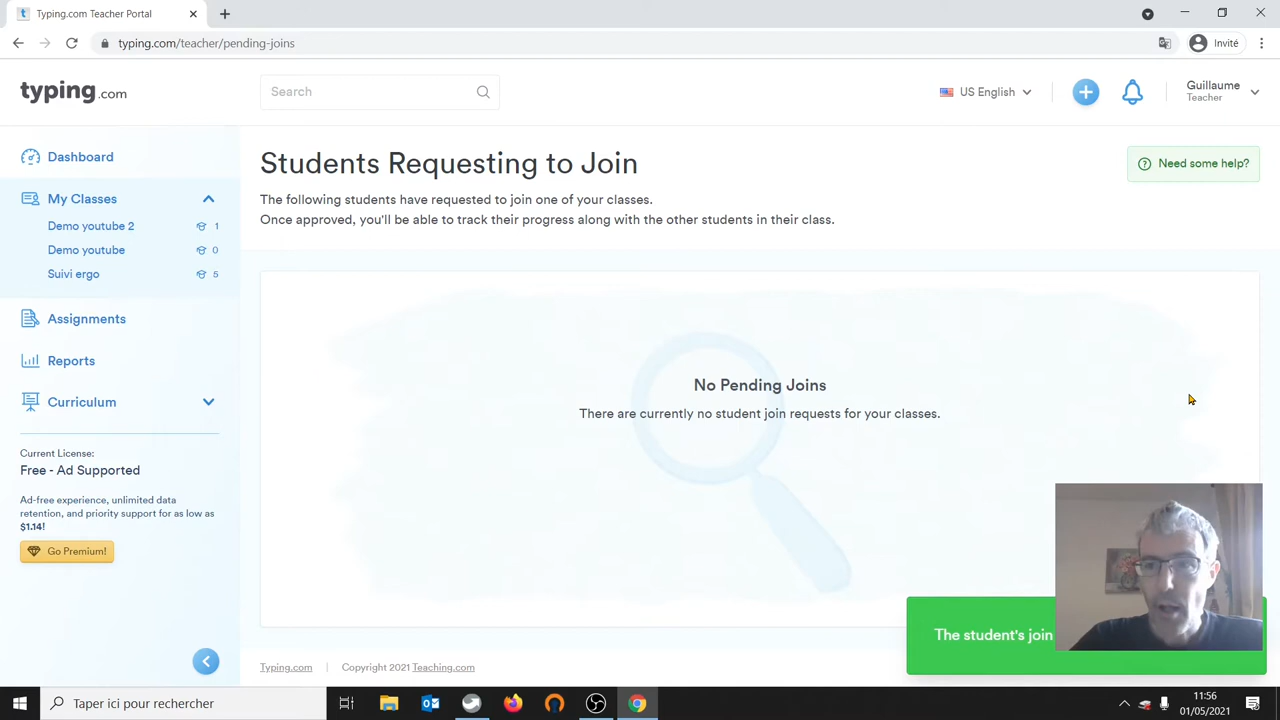 Typing.com Teacher Portal
typing.com/teacher/pending-joins
Invité
typing.com
Search
US English
Guillaume
Teacher
Dashboard
My Classes
Demo youtube 2 1
Demo youtube 0
Suivi ergo 5
Assignments
Reports
Curriculum
Current License:
Free - Ad Supported
Ad-free experience, unlimited data
retention, and priority support for as low as
$1.14!
Go Premium!
Students Requesting to Join
Need some help?
The following students have requested to join one of your classes.
Once approved, you'll be able to track their progress along with the other students in their class.
No Pending Joins
There are currently no student join requests for your classes.
The student's join
Typing.com | Copyright 2021 Teaching.com
Taper ici pour rechercher
11:56
01/05/2021